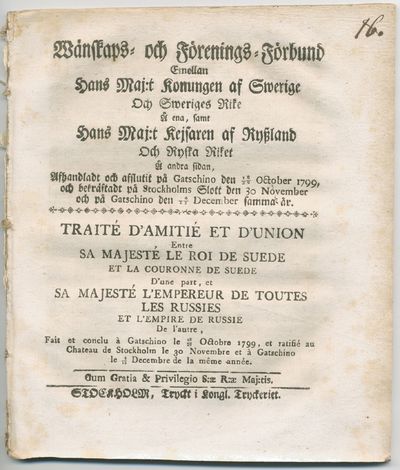 16.
Wänskaps- och Förenings-Förbund
Emellan
Hans Maj:t Konungen af Swerige
Och Sweriges Rike
Å ena, samt
Hans Maj:t Kejsaren af Ryßland
Och Ryska Riket
Å andra sidan,
Afhandladt och afslutit på Gatschino den 18/29 October 1799,
och bekräftadt på Stockholms Slott den 30 November
och på Gatschino den December samma år.
TRAITÉ D'AMITIÉ ET D'UNION
Entre
SA MAJESTÉ LE ROI DE SUEDE
ET LA COURONNE DE SUEDE
D'une part, et
SA MAJESTÉ L'EMPEREUR DE TOUTES
LES RUSSIES
ET L'EMPIRE DE RUSSIE
De l'autre,
Fait et conclu à Gatschino le 18/29 Octobre 1799, et ratifié au
Chateau de Stockholm le 30 Novembre et à Gatschino
le Decembre de la même année.
Cum Gratia & Privilegio S:æ R:æ Maj:tis.
STOCKHOLM, Tryckt i Kongl. Tryckeriet.